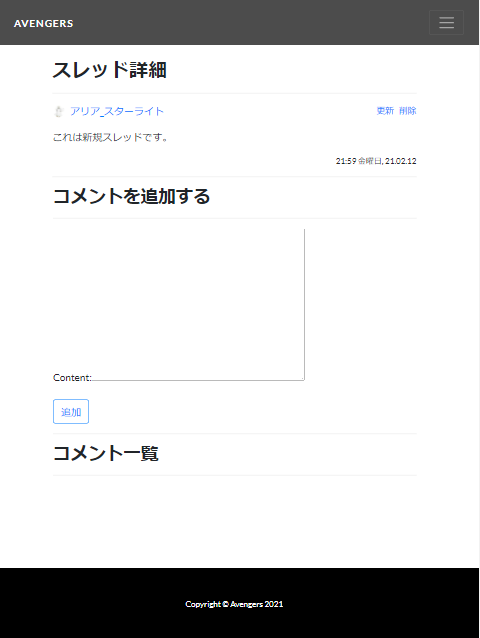 AVENGERS
スレッド詳細
アリア_スターライト 更新 削除
これは新規スレッドです。
21:59 金曜日, 21.02.12
コメントを追加する
Content:
追加
コメント一覧
Copyright © Avengers 2021